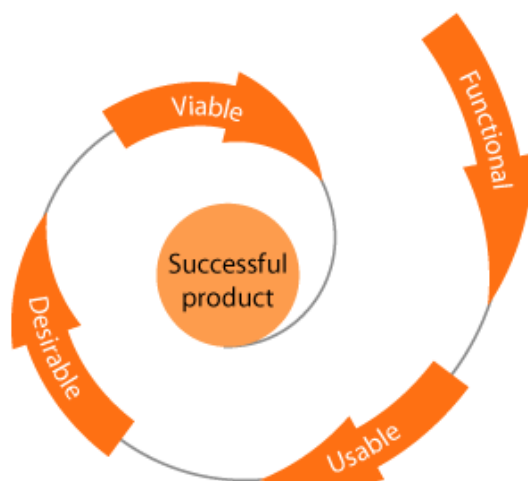 Functional
Usable
Desirable
Viable
Successful
product